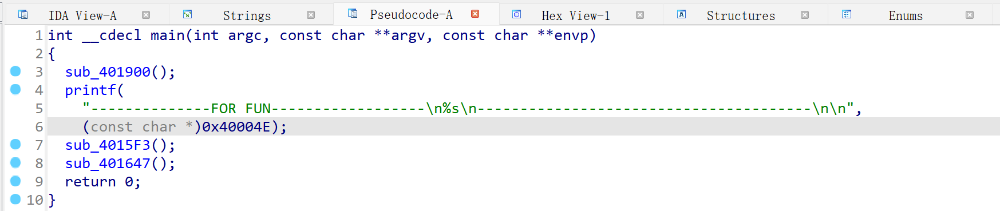 IDA View-A Strings Pseudocode-A Hex View-1 Structures Enums
1 int __cdecl main(int argc, const char **argv, const char **envp)
2 {
3   sub_401900();
4   printf(
5     "--------------FOR FUN------------------\n%s\n---------------------------------------\n\n",
6     (const char *)0x40004E);
7   sub_4015F3();
8   sub_401647();
9   return 0;
10 }